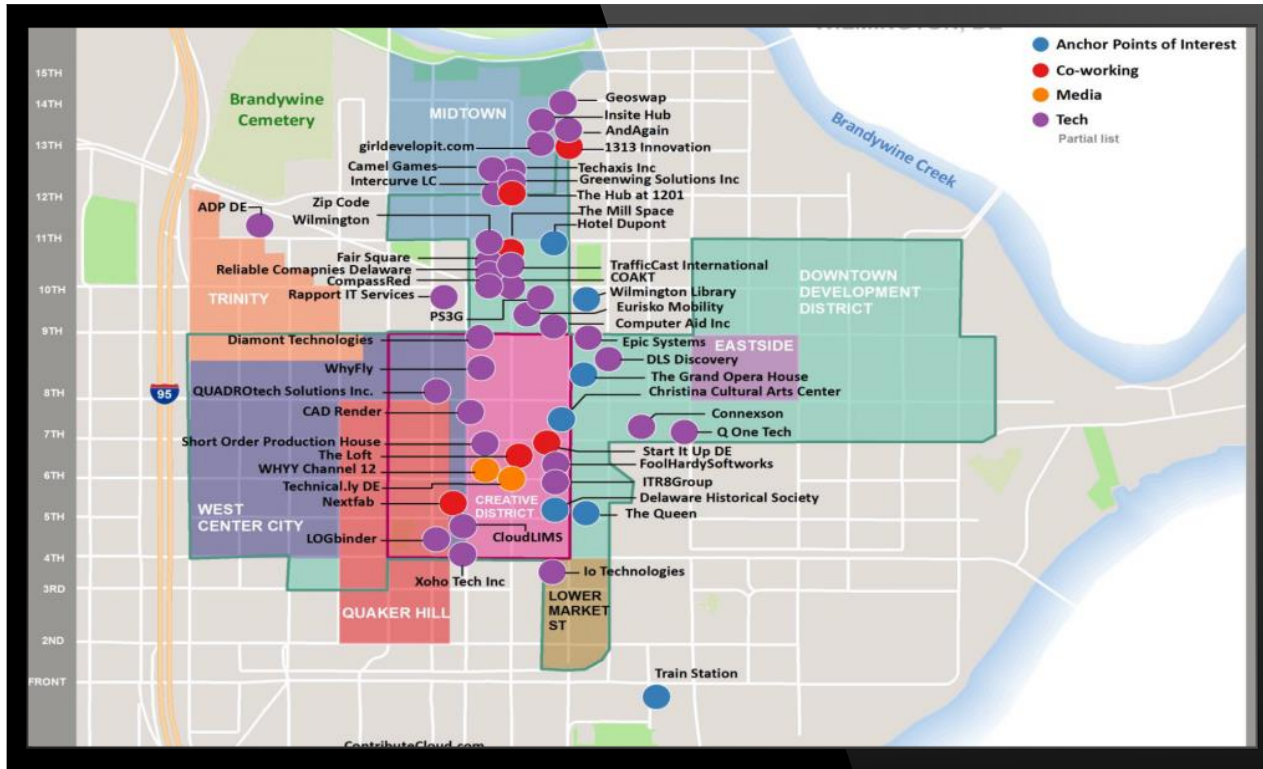 Anchor Points of Interest
Co-working
Media
Tech
Partial list
15TH
14TH
13TH
12TH
11TH
10TH
9TH
8TH
7TH
6TH
5TH
4TH
3RD
2ND
FRONT
95
Brandywine
Cemetery
Brandywine
Creek
MIDTOWN
Geoswap
Insite Hub
AndAgain
girldevelopit.com
1313 Innovation
Camel Games
Techaxis Inc
Intercurve LC
Greenwing Solutions Inc
The Hub at 1201
Zip Code
Wilmington
The Mill Space
Hotel Dupont
ADP DE
Fair Square
Reliable Comapnies Delaware
CompassRed
Rapport IT Services
TrafficCast International
COAKT
TRINITY
DOWNTOWN
DEVELOPMENT
DISTRICT
Wilmington Library
Eurisko Mobility
PS3G
Computer Aid Inc
Diamont Technologies
Epic Systems
EASTSIDE
DLS Discovery
WhyFly
The Grand Opera House
QUADROtech Solutions Inc.
Christina Cultural Arts Center
CAD Render
Connexson
Q One Tech
Short Order Production House
The Loft
Start It Up DE
WHYY Channel 12
FoolHardySoftworks
Technical.ly DE
ITR8Group
Nextfab
CREATIVE
DISTRICT
Delaware Historical Society
The Queen
WEST
CENTER CITY
LOGbinder
CloudLIMS
Xoho Tech Inc
Io Technologies
QUAKER HILL
LOWER
MARKET
ST
Train Station